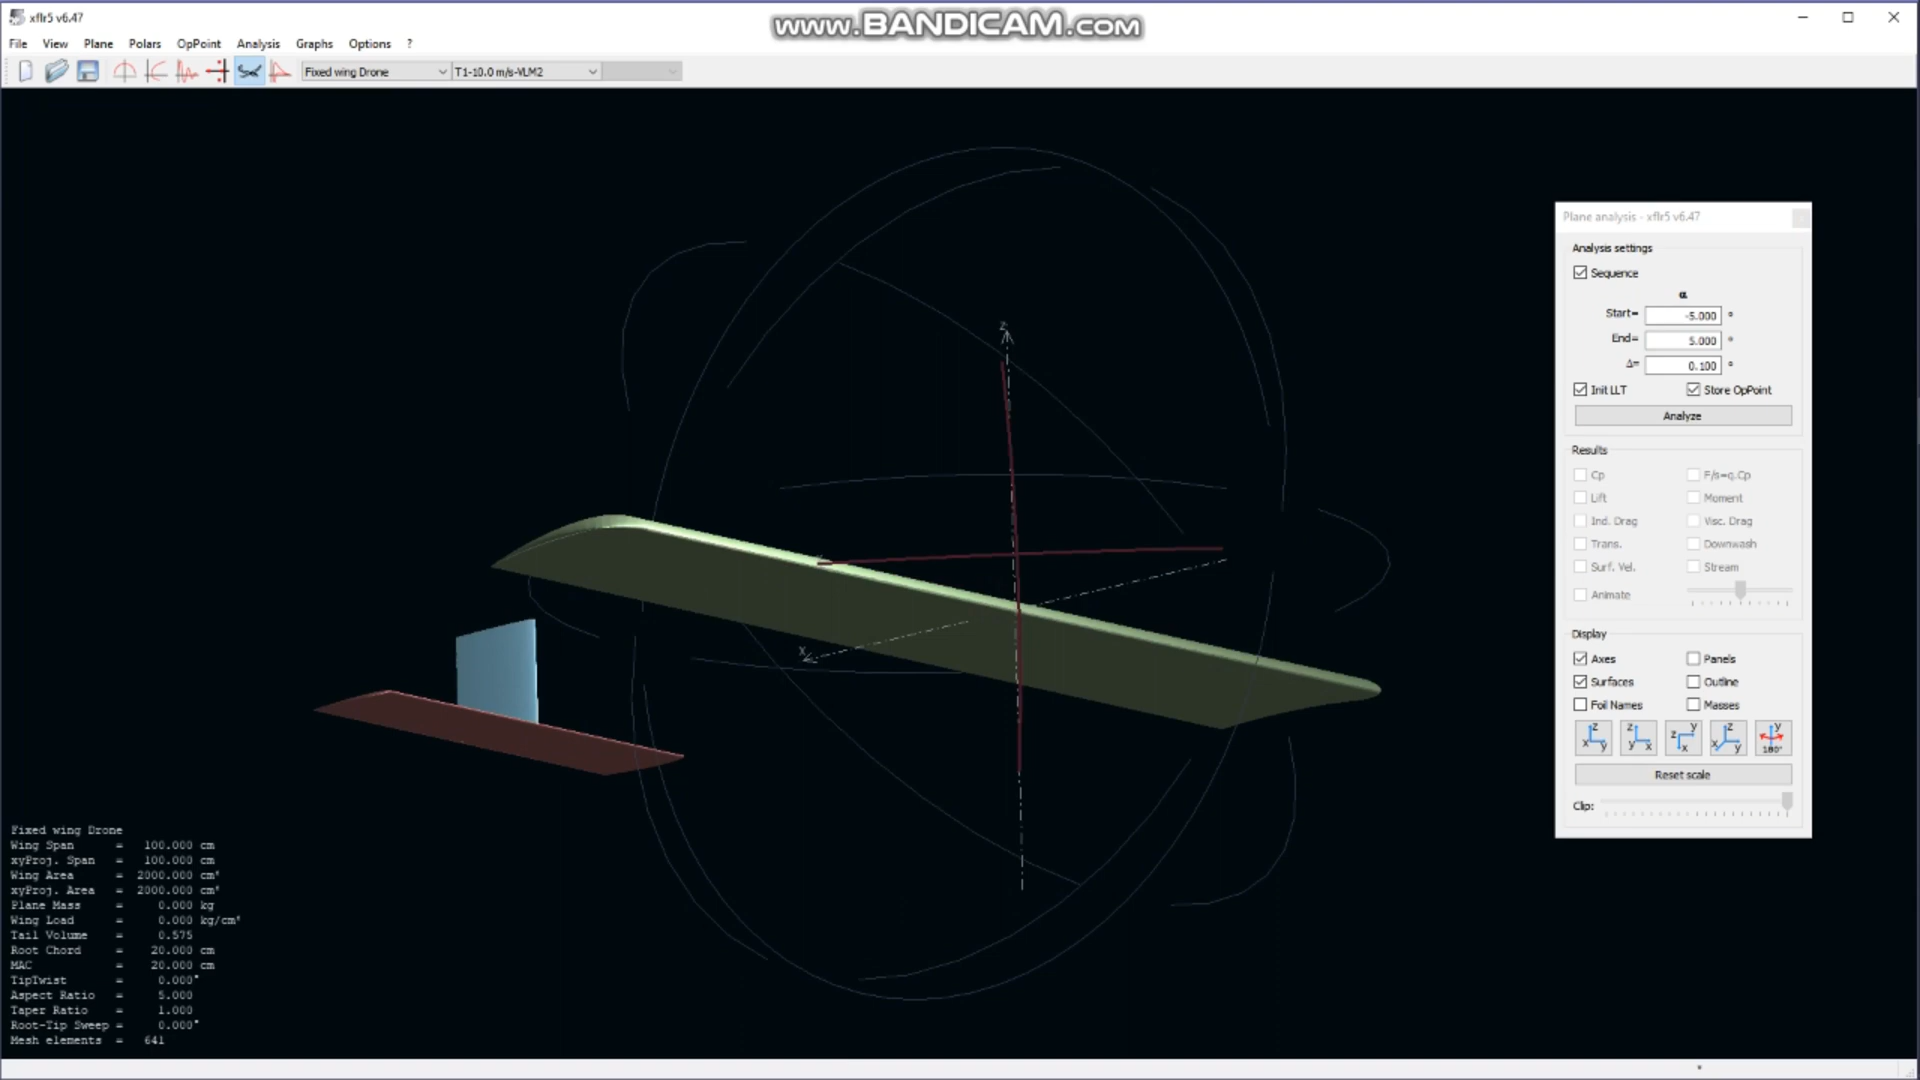 xflr5 v6.47
www.BANDICAM.com
File View Plane Polars OpPoint Analysis Graphs Options ?
Fixed wing Drone T1-10.0 m/s-VLM2
Plane analysis - xflr5 v6.47
Analysis settings
Sequence
α
Start= -5.000 °
End= 5.000 °
Δ= 0.100 °
Init LLT Store OpPoint
Analyze
Results
Cp F/s=q.Cp
Lift Moment
Ind. Drag Visc. Drag
Trans. Downwash
Surf. Vel. Stream
Animate
Display
Axes Panels
Surfaces Outline
Foil Names Masses
z x y z y x y z x z x y y 180°
Reset scale
Clip:
z
X
Fixed wing Drone
Wing Span = 100.000 cm
xyProj. Span = 100.000 cm
Wing Area = 2000.000 cm²
xyProj. Area = 2000.000 cm²
Plane Mass = 0.000 kg
Wing Load = 0.000 kg/cm²
Tail Volume = 0.575
Root Chord = 20.000 cm
MAC = 20.000 cm
TipTwist = 0.000°
Aspect Ratio = 5.000
Taper Ratio = 1.000
Root-Tip Sweep = 0.000°
Mesh elements = 641